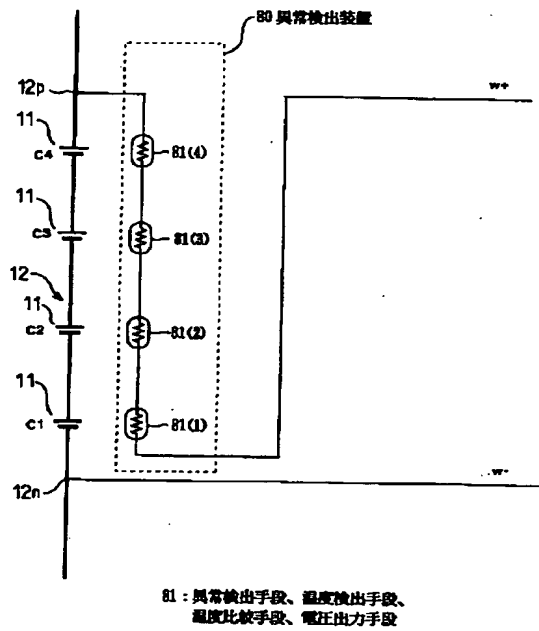 80 異常検出装置
12p
w+
11
C4
81(4)
11
C3
81(3)
12
11
C2
81(2)
11
C1
81(1)
12n
w-
81：異常検出手段、温度検出手段、
温度比較手段、電圧出力手段